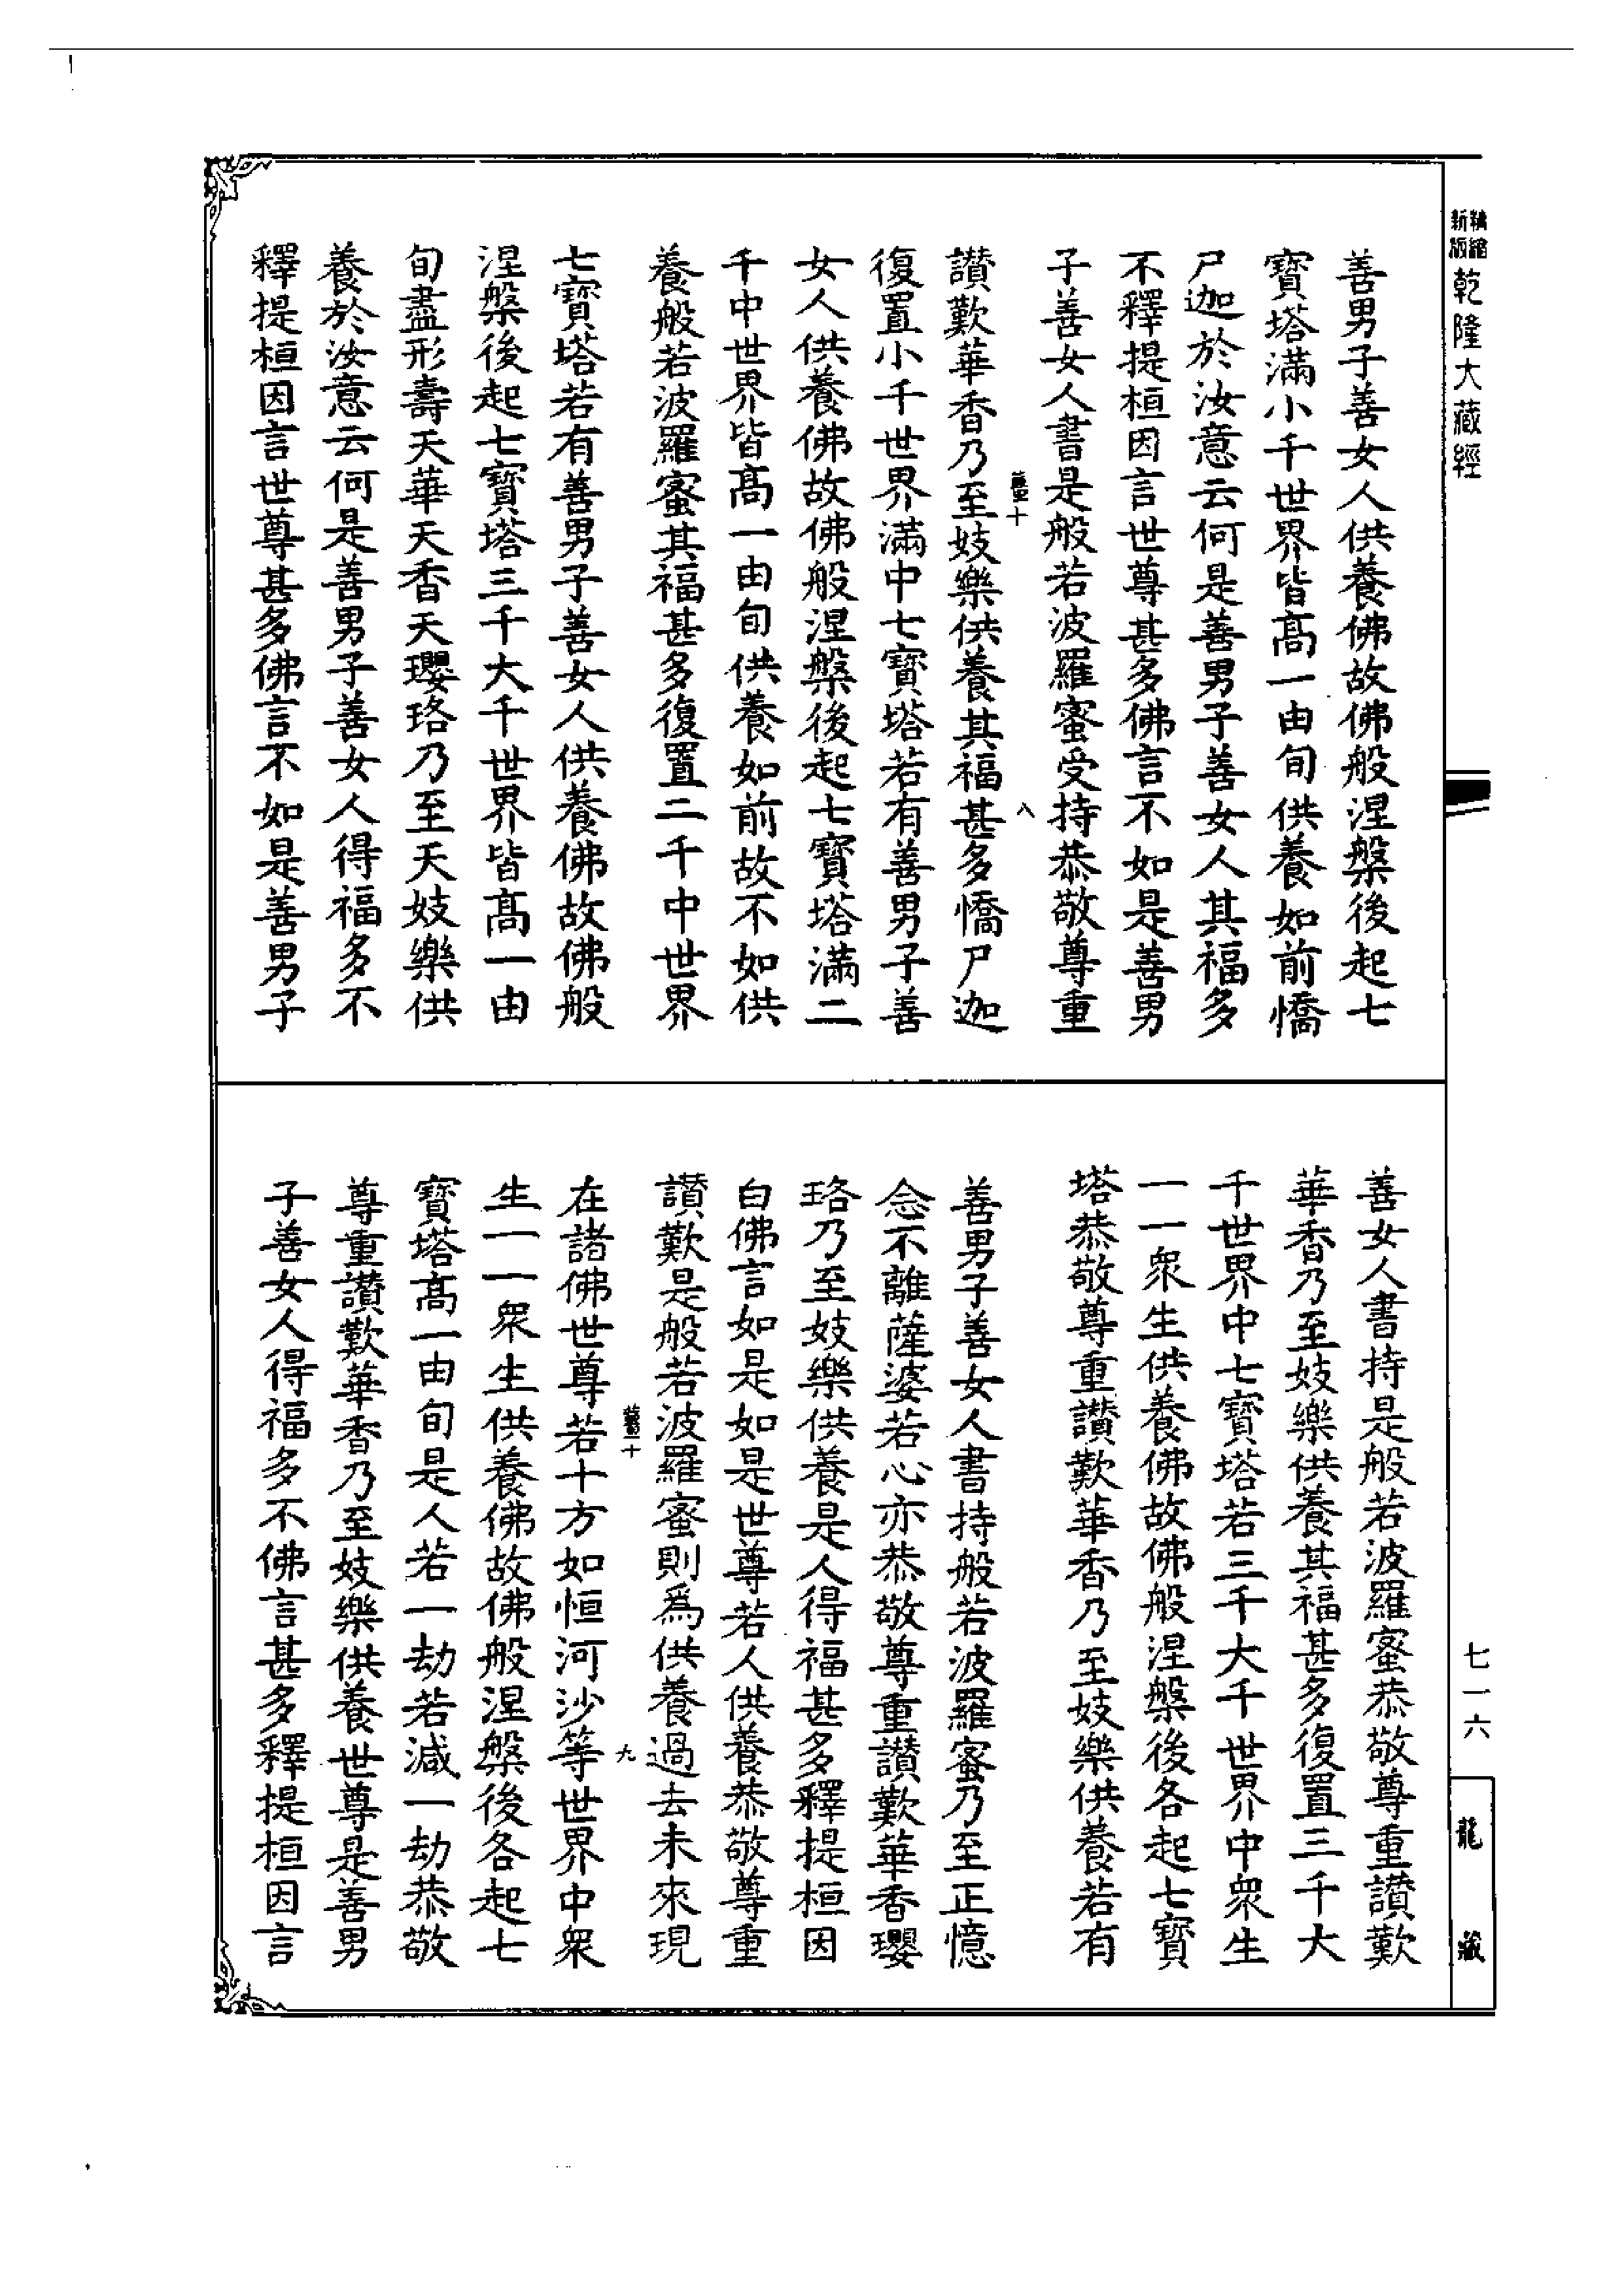 新版精縮
乾隆大藏經
善男子善女人供養佛故佛般涅槃後起七
寶塔滿小千世界皆高一由旬供養如前憍
尸迦於汝意云何是善男子善女人其福多
不釋提桓因言世尊甚多佛言不如是善男
子善女人書是般若波羅蜜受持恭敬尊重
八
讚歎華香乃至妓樂供養其福甚多憍尸迦
復置小千世界滿中七寶塔若有善男子善
女人供養佛故佛般涅槃後起七寶塔滿二
千中世界皆高一由旬供養如前故不如供
養般若波羅蜜其福甚多復置二千中世界
七寶塔若有善男子善女人供養佛故佛般
涅槃後起七寶塔三千大千世界皆高一由
旬盡形壽天華天香天瓔珞乃至天妓樂供
養於汝意云何是善男子善女人得福多不
釋提桓因言世尊甚多佛言不如是善男子
善女人書持是般若波羅蜜恭敬尊重讚歎
華香乃至妓樂供養其福甚多復置三千大
千世界中七寶塔若三千大千世界中眾生
一一眾生供養佛故佛般涅槃後各起七寶
塔恭敬尊重讚歎華香乃至妓樂供養若有
善男子善女人書持般若波羅蜜乃至正憶
念不離薩婆若心亦恭敬尊重讚歎華香瓔
珞乃至妓樂供養是人得福甚多釋提桓因
白佛言如是如是世尊若人供養恭敬尊重
讚歎是般若波羅蜜則為供養過去未來現
九
在諸佛世尊若十方如恒河沙等世界中眾
生一一眾生供養佛故佛般涅槃後各起七
寶塔高一由旬是人若一劫若減一劫恭敬
尊重讚歎華香乃至妓樂供養世尊是善男
子善女人得福多不佛言甚多釋提桓因言
七一六
龍藏